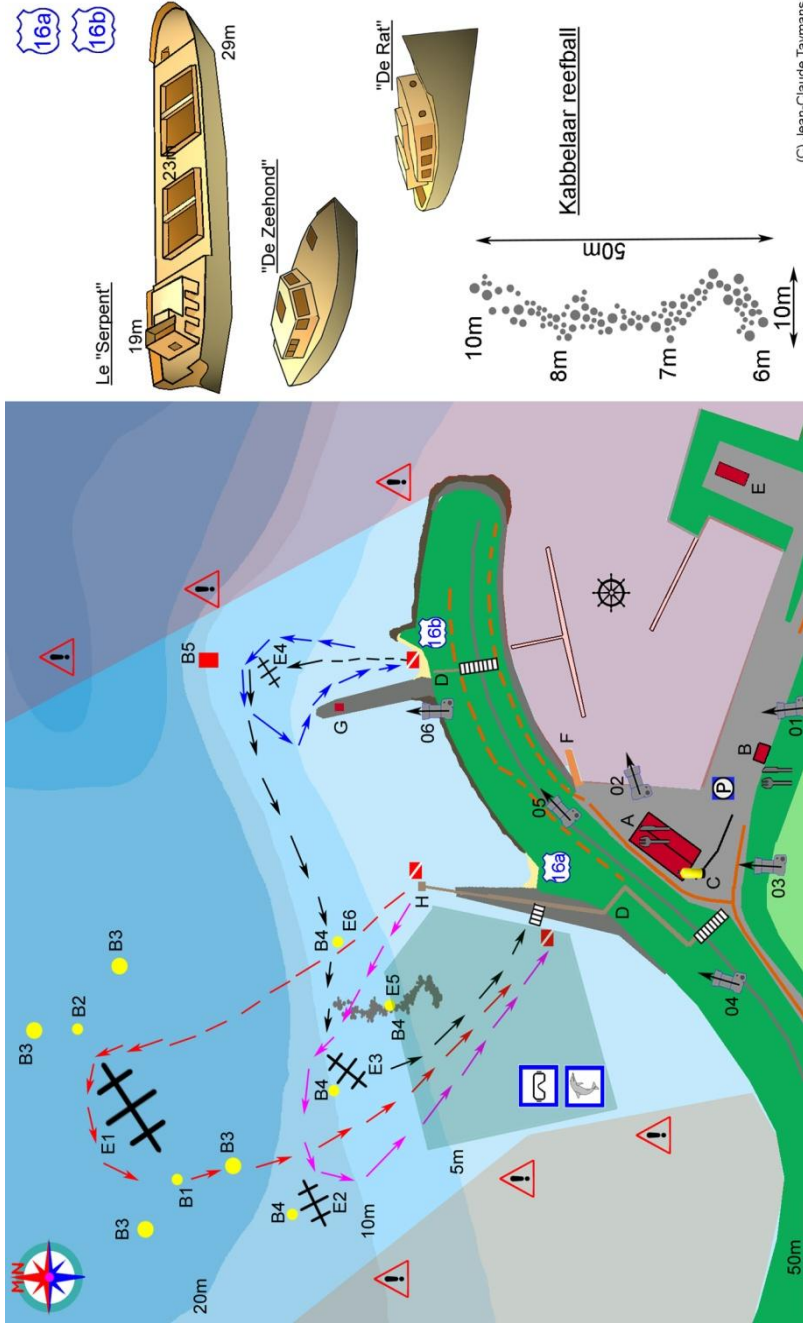 16a
16b
Le "Serpent"
19m
23m
29m
"De Zeehond"
"De Rat"
Kabbelaar reefball
10m
8m
7m
6m
50m
10m
(C) Jean-Claude Taymans
MN
20m
10m
5m
50m
B3
B3
B3
B3
B2
B1
E1
B4
E2
B4
E3
B4
E5
B4
E6
B5
E4
G
H
D
D
16a
16b
06
05
04
03
02
01
A
B
C
E
F
P